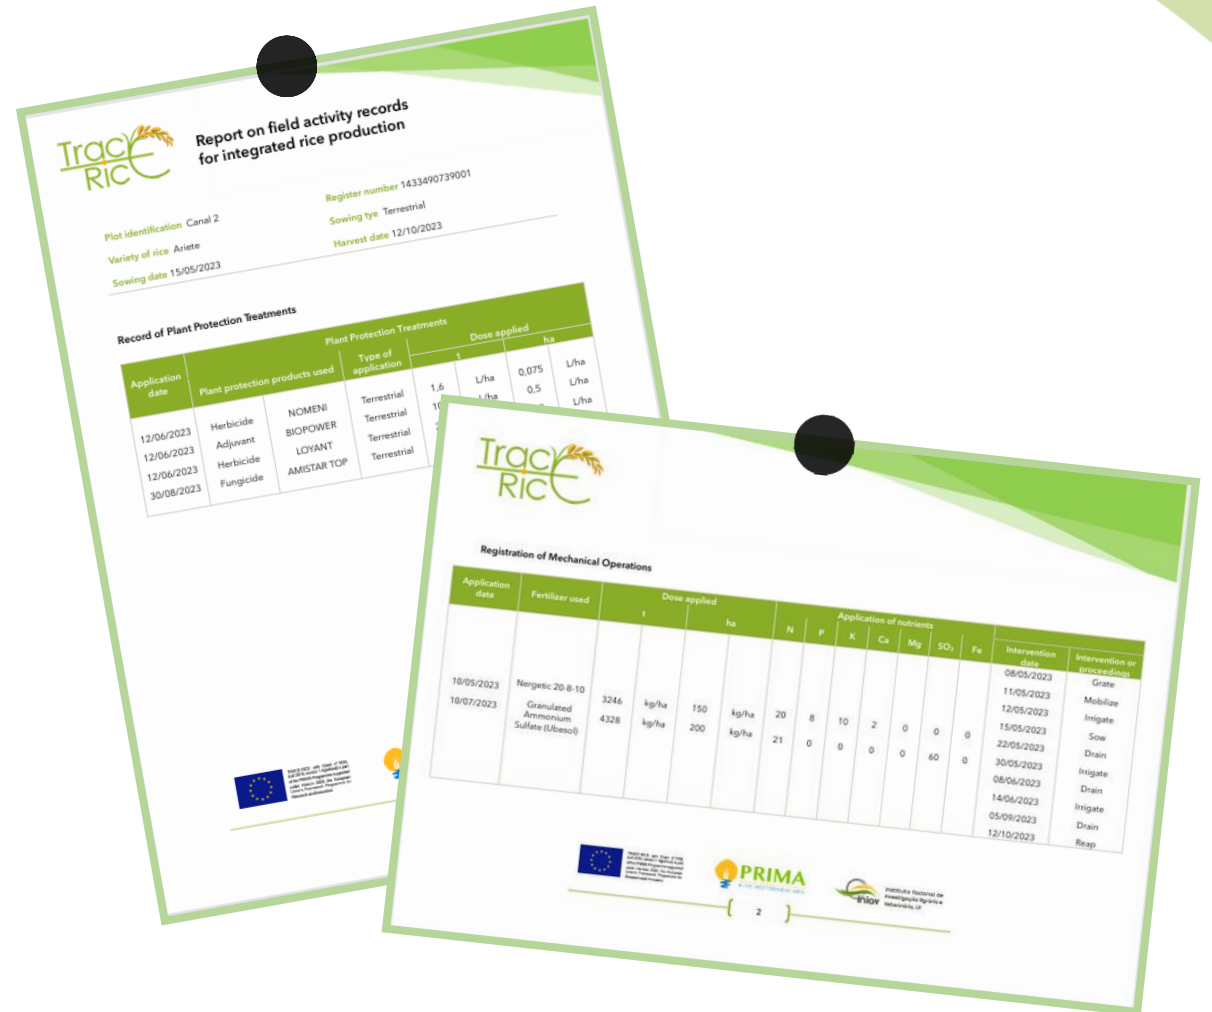 Trace
Rice
Report on field activity records
for integrated rice production
Plot identification Canal 2
Register number 1433490739001
Variety of rice Ariete
Sowing tye Terrestrial
Sowing date 15/05/2023
Harvest date 12/10/2023
Record of Plant Protection Treatments
Plant Protection Treatments
Application date Plant protection products used Type of application Dose applied
t ha
12/06/2023 Herbicide NOMENI Terrestrial 1,6 L/ha 0,075 L/ha
12/06/2023 Adjuvant BIOPOWER Terrestrial L/ha 0,5 L/ha
12/06/2023 Herbicide LOYANT Terrestrial L/ha
30/08/2023 Fungicide AMISTAR TOP Terrestrial
Trace
Rice
Registration of Mechanical Operations
Application date Fertilizer used Dose applied Application of nutrients
t ha N P K Ca Mg SO₃ Fe Intervention date Intervention or proceedings
10/05/2023 Nergetic 20-8-10 3246 kg/ha 150 kg/ha 20 8 10 2 0 0 0
10/07/2023 Granulated Ammonium Sulfate (Ubesol) 4328 kg/ha 200 kg/ha 21 0 0 0 0 60 0
08/05/2023 Grate
11/05/2023 Mobilize
12/05/2023 Irrigate
15/05/2023 Sow
22/05/2023 Drain
30/05/2023 Irrigate
08/06/2023 Drain
14/06/2023 Irrigate
05/09/2023 Drain
12/10/2023 Reap
PRIMA
IN THE MEDITERRANEAN AREA
iniav
Instituto Nacional de
Investigação Agrária e
Veterinária, I.P.
2